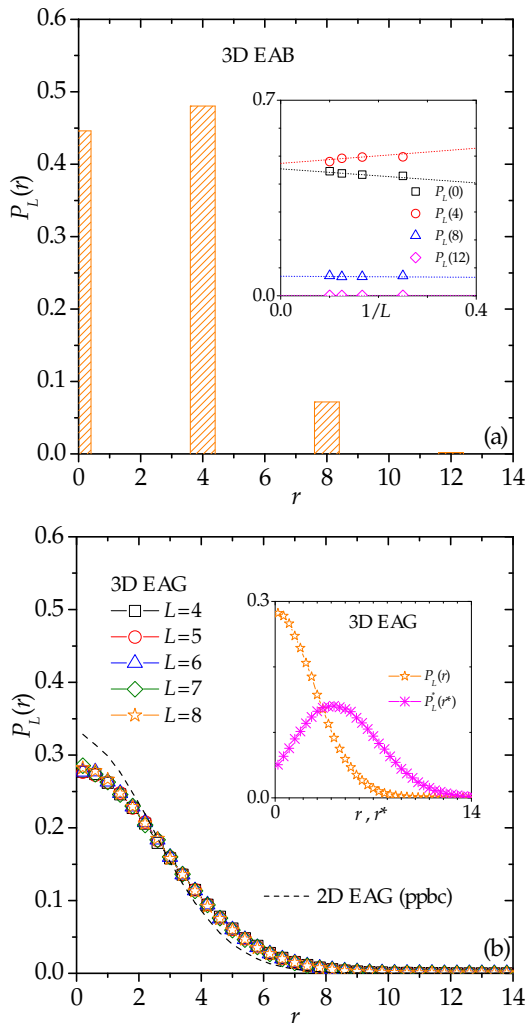 0.6
(a)
3D EAB
0.5
0.7
0.4
P_L(r)
0.3
P_L(0)
P_L(4)
P_L(8)
0.2
P_L(12)
0.0
0.0 1/L 0.4
0.1
0.0
(a)
0 2 4 6 8 10 12 14
r
0.6
(b)
3D EAG
0.5
L=4
L=5
L=6
L=7
L=8
0.3
3D EAG
P_L(r)
P*_L(r*)
0
0 14
r , r*
0.4
P_L(r)
0.3
0.2
2D EAG (ppbc)
0.1
0.0
(b)
0 2 4 6 8 10 12 14
r